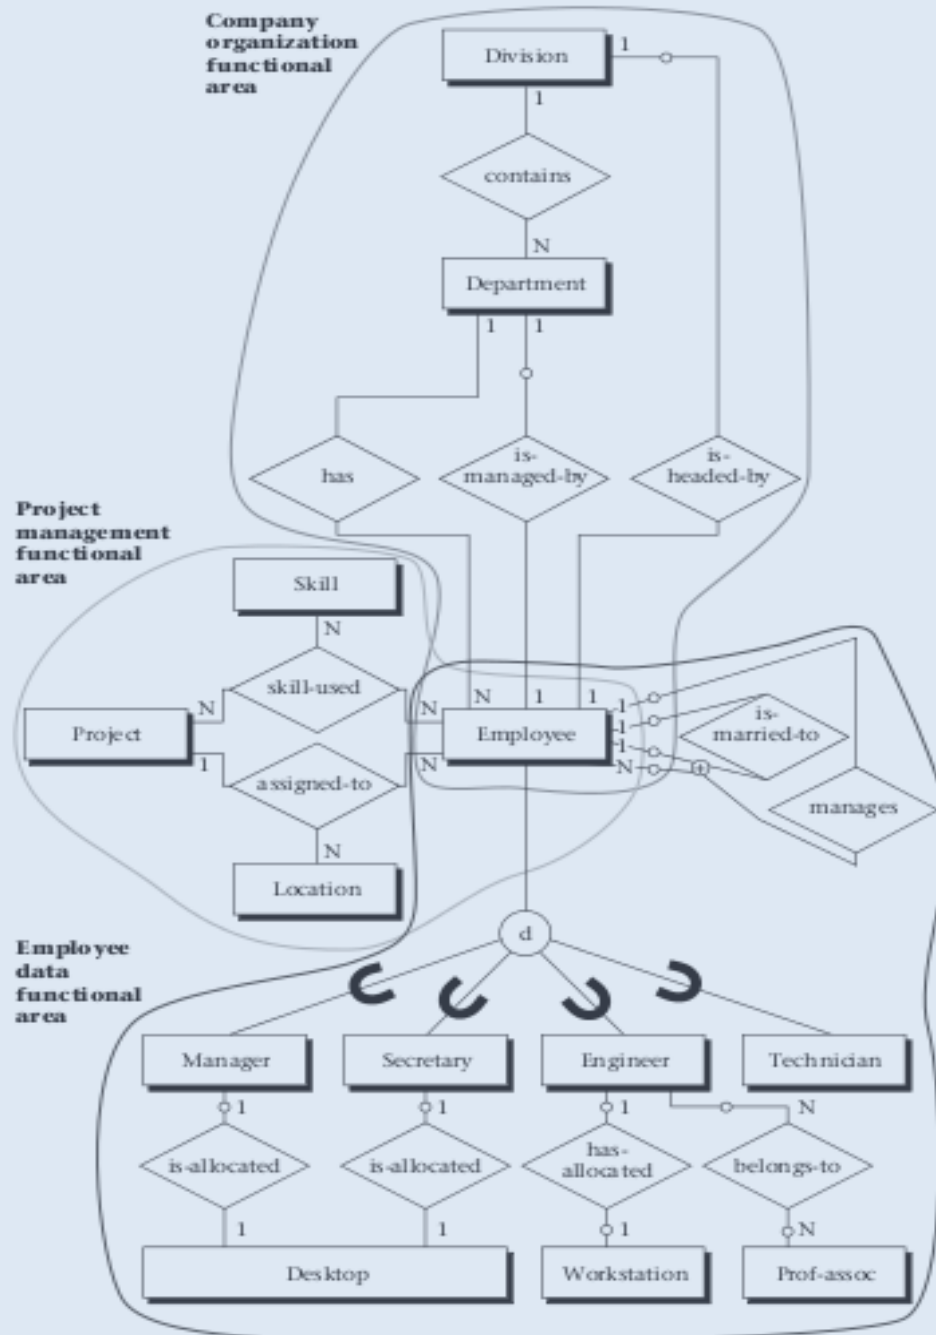 Company
organization
functional
area
Division
1
1
contains
N
Department
1
1
has
is-
managed-by
is-
headed-by
Project
management
functional
area
Skill
N
skill-used
N
N
N
1
1
1
1
1
N
Project
Employee
is-
married-to
1
N
assigned-to
manages
N
Location
Employee
data
functional
area
d
Manager
Secretary
Engineer
Technician
1
1
1
N
is-allocated
is-allocated
has-
allocated
belongs-to
1
1
1
N
Desktop
Workstation
Prof-assoc